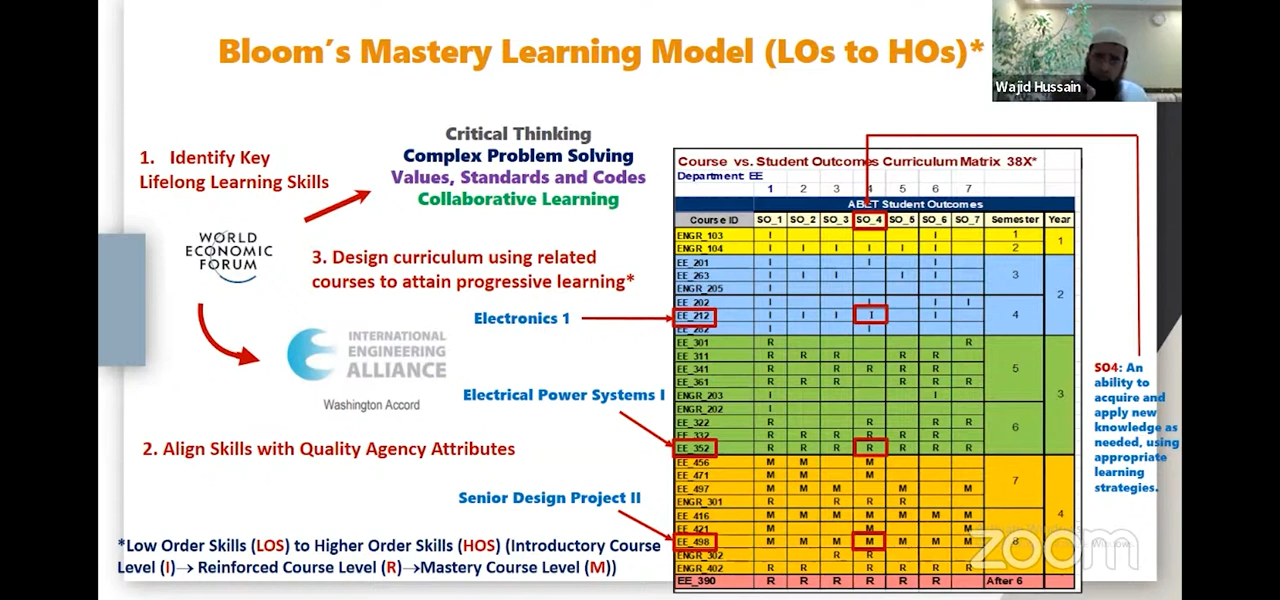 Bloom's Mastery Learning Model (LOs to HOs)*
Wajid Hussain
1. Identify Key
Lifelong Learning Skills
Critical Thinking
Complex Problem Solving
Values, Standards and Codes
Collaborative Learning
WORLD
ECONOMIC
FORUM
3. Design curriculum using related
courses to attain progressive learning*
Electronics 1
INTERNATIONAL
ENGINEERING
ALLIANCE
Washington Accord
Electrical Power Systems I
2. Align Skills with Quality Agency Attributes
Senior Design Project II
*Low Order Skills (LOS) to Higher Order Skills (HOS) (Introductory Course
Level (I)→ Reinforced Course Level (R)→Mastery Course Level (M))
Course vs. Student Outcomes Curriculum Matrix 38X*
Department: EE
1 2 3 4 5 6 7
ABET Student Outcomes
Course ID SO_1 SO_2 SO_3 SO_4 SO_5 SO_6 SO_7 Semester Year
ENGR_103 I I 1
1
ENGR_104 I I I I I I I 2
EE_201 I I I
EE_263 I I I I I 3
ENGR_205 I
2
EE_202 I I I I
EE_212 I I I I I 4
EE_282 I I
EE_301 R R
EE_311 R R R R R
EE_341 R R R R R 5
EE_361 R R R R R R
ENGR_203 I I
3
ENGR_202 I
EE_322 R R R R
EE_332 R R R R R R 6
EE_352 R R R R R R R
EE_456 M M M
EE_471 M M M
EE_497 M M M M M 7
ENGR_301 R R R
4
EE_416 M M M M M M M
EE_421 M M M
EE_498 M M M M M M M 8
ENGR_302 R R
ENGR_402 R R R R R R R
EE_390 R R R R R R After 6
SO4: An
ability to
acquire and
apply new
knowledge as
needed, using
appropriate
learning
strategies.
zoom